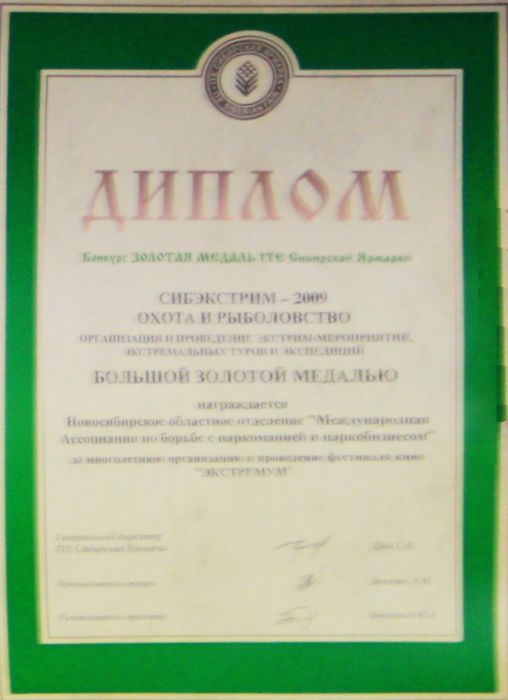 ДИПЛОМ
Конкурс ЗОЛОТАЯ МЕДАЛЬ ITE Сибирской Ярмарки
СИБЭКСТРИМ – 2009
ОХОТА И РЫБОЛОВСТВО
ОРГАНИЗАЦИЯ И ПРОВЕДЕНИЕ ЭКСТРИМ-МЕРОПРИЯТИЙ,
ЭКСТРЕМАЛЬНЫХ ТУРОВ И ЭКСПЕДИЦИЙ
БОЛЬШОЙ ЗОЛОТОЙ МЕДАЛЬЮ
награждается
Новосибирское областное отделение "Международная
Ассоциация по борьбе с наркоманией и наркобизнесом"
за многолетнюю организацию и проведение фестиваля кино
"ЭКСТРЕМУМ"
Генеральный директор
ITE Сибирская Ярмарка
Председатель жюри
Руководитель проекта